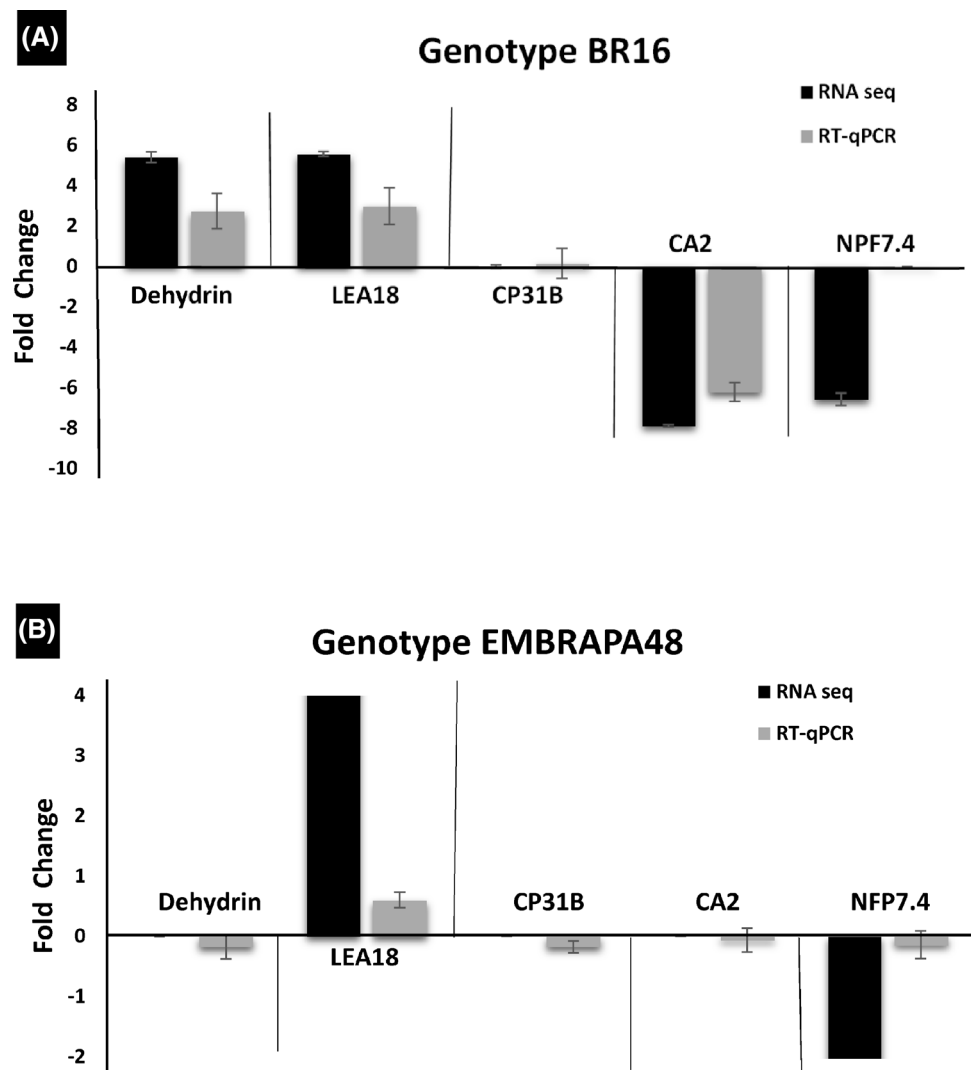 (A)
Genotype BR16
RNA seq
RT-qPCR
Fold Change
8
6
4
2
0
-2
-4
-6
-8
-10
Dehydrin
LEA18
CP31B
CA2
NPF7.4
(B)
Genotype EMBRAPA48
RNA seq
RT-qPCR
Fold Change
4
3
2
1
0
-1
-2
Dehydrin
LEA18
CP31B
CA2
NFP7.4